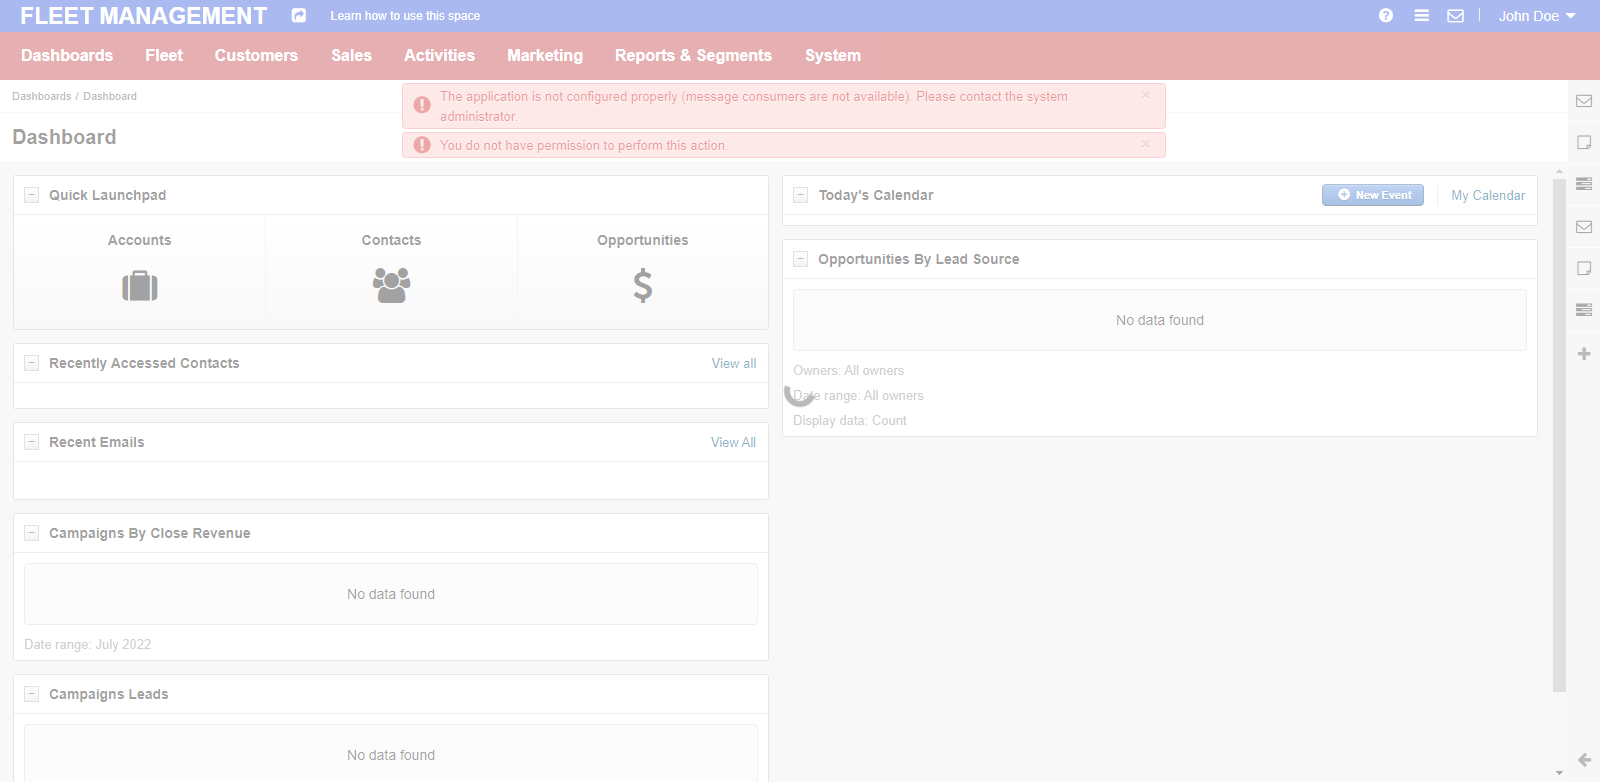 FLEET MANAGEMENT
Learn how to use this space
John Doe
Dashboards
Fleet
Customers
Sales
Activities
Marketing
Reports & Segments
System
Dashboards / Dashboard
The application is not configured properly (message consumers are not available). Please contact the system
administrator.
You do not have permission to perform this action.
Dashboard
Quick Launchpad
Accounts
Contacts
Opportunities
Recently Accessed Contacts
View all
Recent Emails
View All
Campaigns By Close Revenue
No data found
Date range: July 2022
Campaigns Leads
No data found
Today's Calendar
New Event
My Calendar
Opportunities By Lead Source
No data found
Owners: All owners
Date range: All owners
Display data: Count